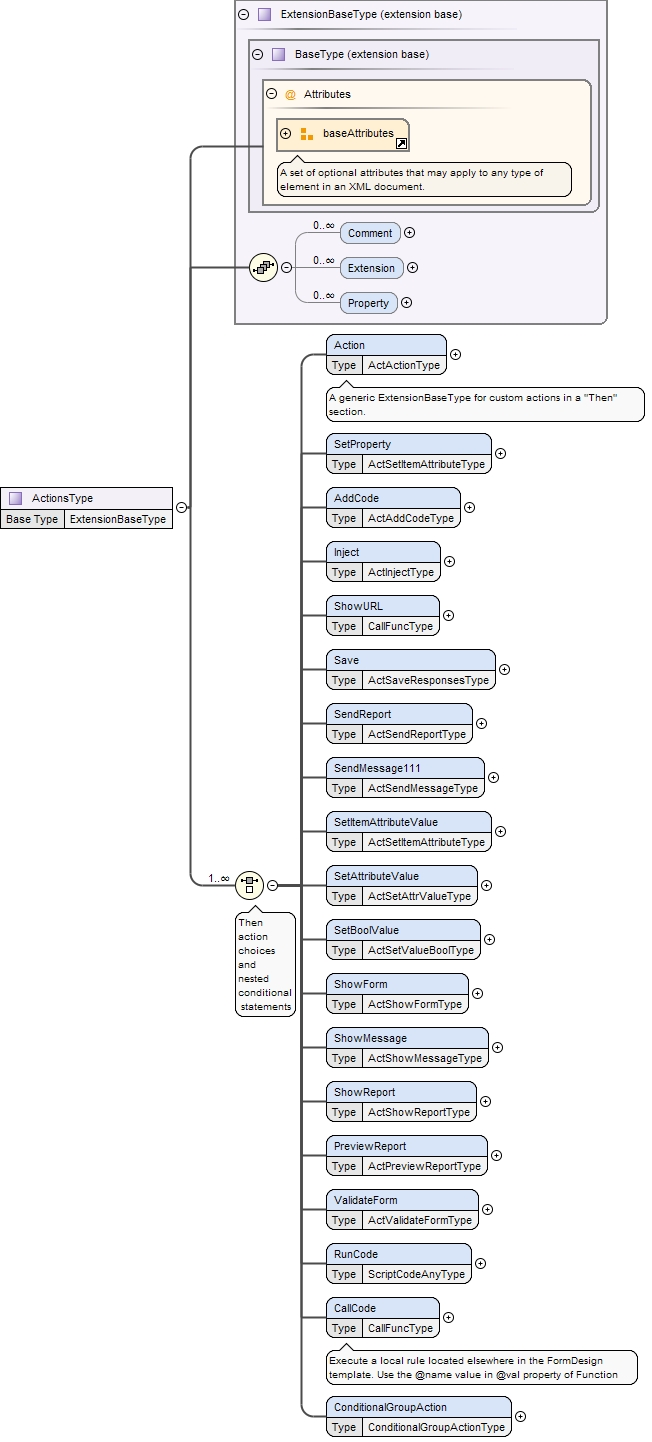 ExtensionBaseType (extension base)
BaseType (extension base)
@ Attributes
baseAttributes
A set of optional attributes that may apply to any type of
element in an XML document.
0..∞
Comment
0..∞
Extension
0..∞
Property
Action
Type ActActionType
A generic ExtensionBaseType for custom actions in a "Then"
section.
SetProperty
Type ActSetItemAttributeType
ActionsType
Base Type ExtensionBaseType
AddCode
Type ActAddCodeType
Inject
Type ActInjectType
ShowURL
Type CallFuncType
Save
Type ActSaveResponsesType
SendReport
Type ActSendReportType
SendMessage111
Type ActSendMessageType
SetItemAttributeValue
Type ActSetItemAttributeType
1..∞
Then
action
choices
and
nested
conditional
statements
SetAttributeValue
Type ActSetAttrValueType
SetBoolValue
Type ActSetValueBoolType
ShowForm
Type ActShowFormType
ShowMessage
Type ActShowMessageType
ShowReport
Type ActShowReportType
PreviewReport
Type ActPreviewReportType
ValidateForm
Type ActValidateFormType
RunCode
Type ScriptCodeAnyType
CallCode
Type CallFuncType
Execute a local rule located elsewhere in the FormDesign
template. Use the @name value in @val property of Function
ConditionalGroupAction
Type ConditionalGroupActionType